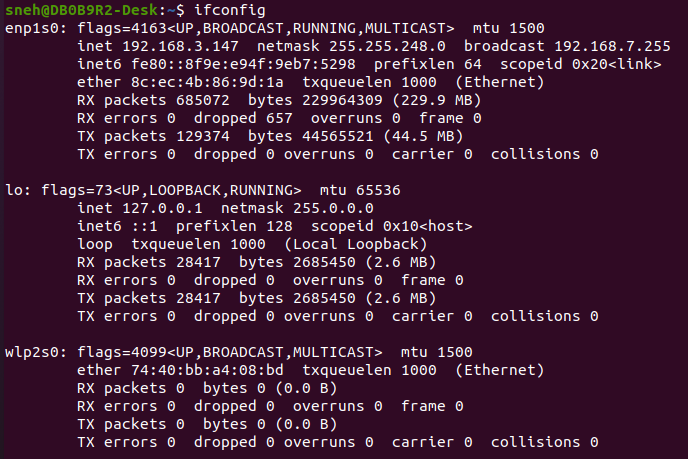 sneh@DB0B9R2-Desk:~$ ifconfig
enp1s0: flags=4163<UP,BROADCAST,RUNNING,MULTICAST>  mtu 1500
        inet 192.168.3.147  netmask 255.255.248.0  broadcast 192.168.7.255
        inet6 fe80::8f9e:e94f:9eb7:5298  prefixlen 64  scopeid 0x20<link>
        ether 8c:ec:4b:86:9d:1a  txqueuelen 1000  (Ethernet)
        RX packets 685072  bytes 229964309 (229.9 MB)
        RX errors 0  dropped 657  overruns 0  frame 0
        TX packets 129374  bytes 44565521 (44.5 MB)
        TX errors 0  dropped 0 overruns 0  carrier 0  collisions 0

lo: flags=73<UP,LOOPBACK,RUNNING>  mtu 65536
        inet 127.0.0.1  netmask 255.0.0.0
        inet6 ::1  prefixlen 128  scopeid 0x10<host>
        loop  txqueuelen 1000  (Local Loopback)
        RX packets 28417  bytes 2685450 (2.6 MB)
        RX errors 0  dropped 0  overruns 0  frame 0
        TX packets 28417  bytes 2685450 (2.6 MB)
        TX errors 0  dropped 0 overruns 0  carrier 0  collisions 0

wlp2s0: flags=4099<UP,BROADCAST,MULTICAST>  mtu 1500
        ether 74:40:bb:a4:08:bd  txqueuelen 1000  (Ethernet)
        RX packets 0  bytes 0 (0.0 B)
        RX errors 0  dropped 0  overruns 0  frame 0
        TX packets 0  bytes 0 (0.0 B)
        TX errors 0  dropped 0 overruns 0  carrier 0  collisions 0